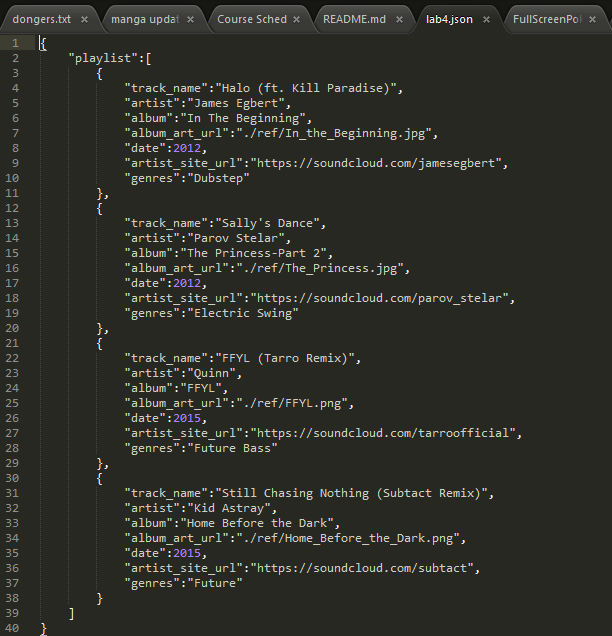 dongers.txt × manga updat × Course Sched × README.md × lab4.json × FullScreenPol ×
1 {
2 "playlist":[
3 {
4 "track_name":"Halo (ft. Kill Paradise)",
5 "artist":"James Egbert",
6 "album":"In The Beginning",
7 "album_art_url":"./ref/In_the_Beginning.jpg",
8 "date":2012,
9 "artist_site_url":"https://soundcloud.com/jamesegbert",
10 "genres":"Dubstep"
11 },
12 {
13 "track_name":"Sally's Dance",
14 "artist":"Parov Stelar",
15 "album":"The Princess-Part 2",
16 "album_art_url":"./ref/The_Princess.jpg",
17 "date":2012,
18 "artist_site_url":"https://soundcloud.com/parov_stelar",
19 "genres":"Electric Swing"
20 },
21 {
22 "track_name":"FFYL (Tarro Remix)",
23 "artist":"Quinn",
24 "album":"FFYL",
25 "album_art_url":"./ref/FFYL.png",
26 "date":2015,
27 "artist_site_url":"https://soundcloud.com/tarroofficial",
28 "genres":"Future Bass"
29 },
30 {
31 "track_name":"Still Chasing Nothing (Subtact Remix)",
32 "artist":"Kid Astray",
33 "album":"Home Before the Dark",
34 "album_art_url":"./ref/Home_Before_the_Dark.png",
35 "date":2015,
36 "artist_site_url":"https://soundcloud.com/subtact",
37 "genres":"Future"
38 }
39 ]
40 }